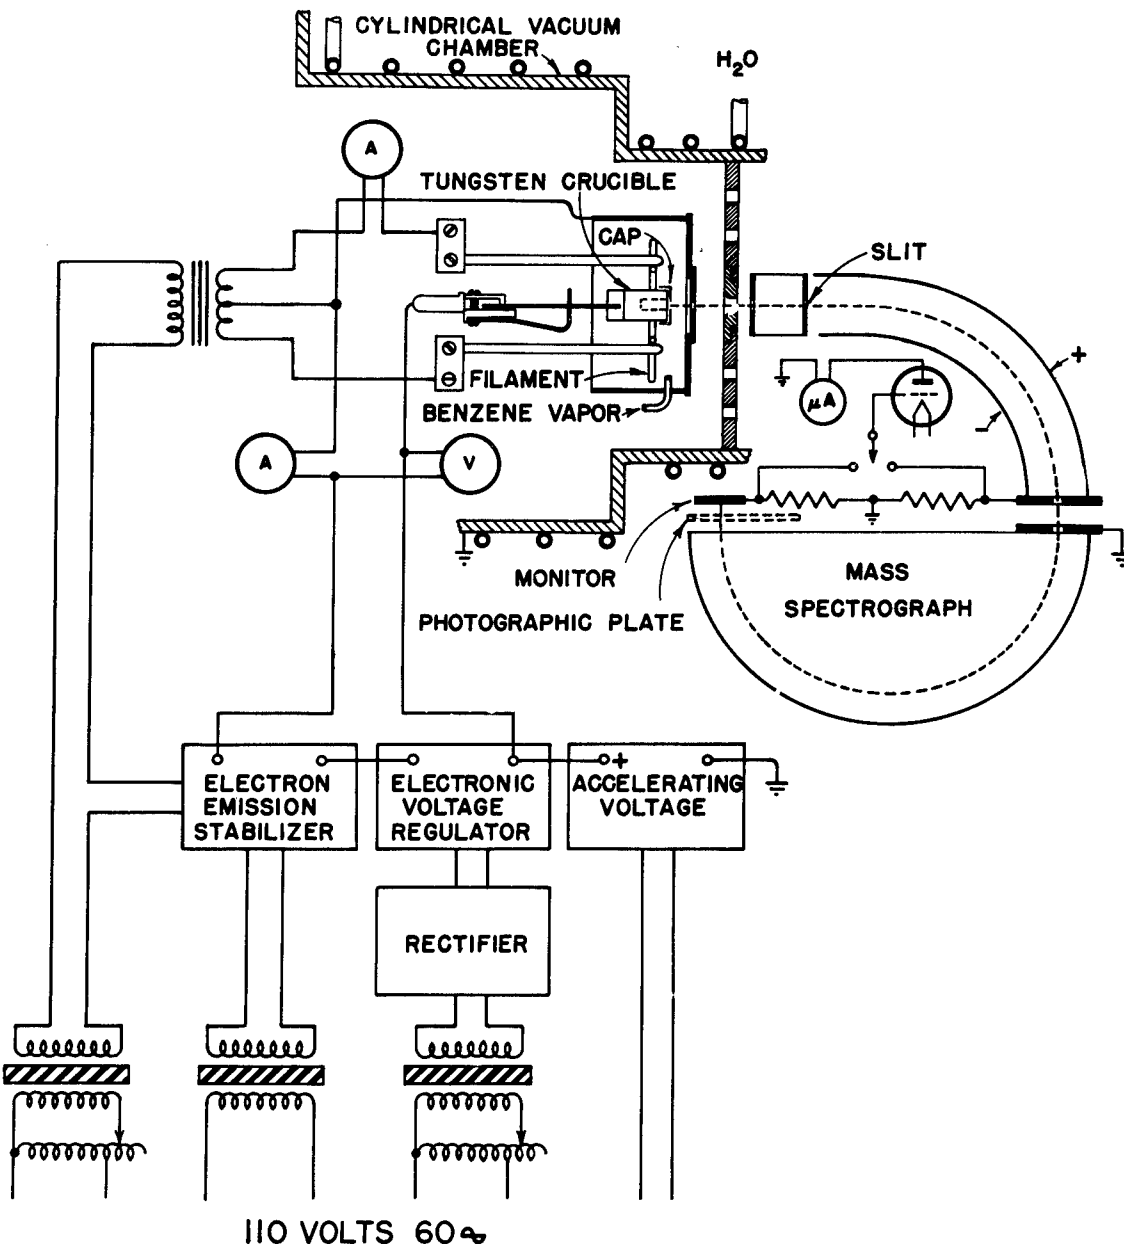 CYLINDRICAL VACUUM
CHAMBER
H₂O
A
TUNGSTEN CRUCIBLE
CAP
SLIT
+
FILAMENT
BENZENE VAPOR
μA
−
A
V
MONITOR
PHOTOGRAPHIC PLATE
MASS
SPECTROGRAPH
ELECTRON
EMISSION
STABILIZER
ELECTRONIC
VOLTAGE
REGULATOR
+
ACCELERATING
VOLTAGE
RECTIFIER
110 VOLTS 60∿